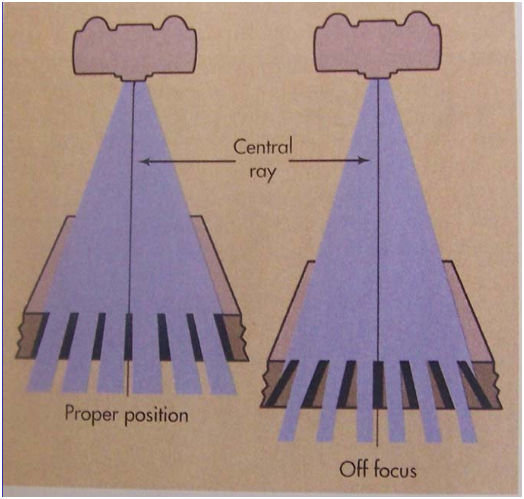 Central
ray
Proper position
Off focus